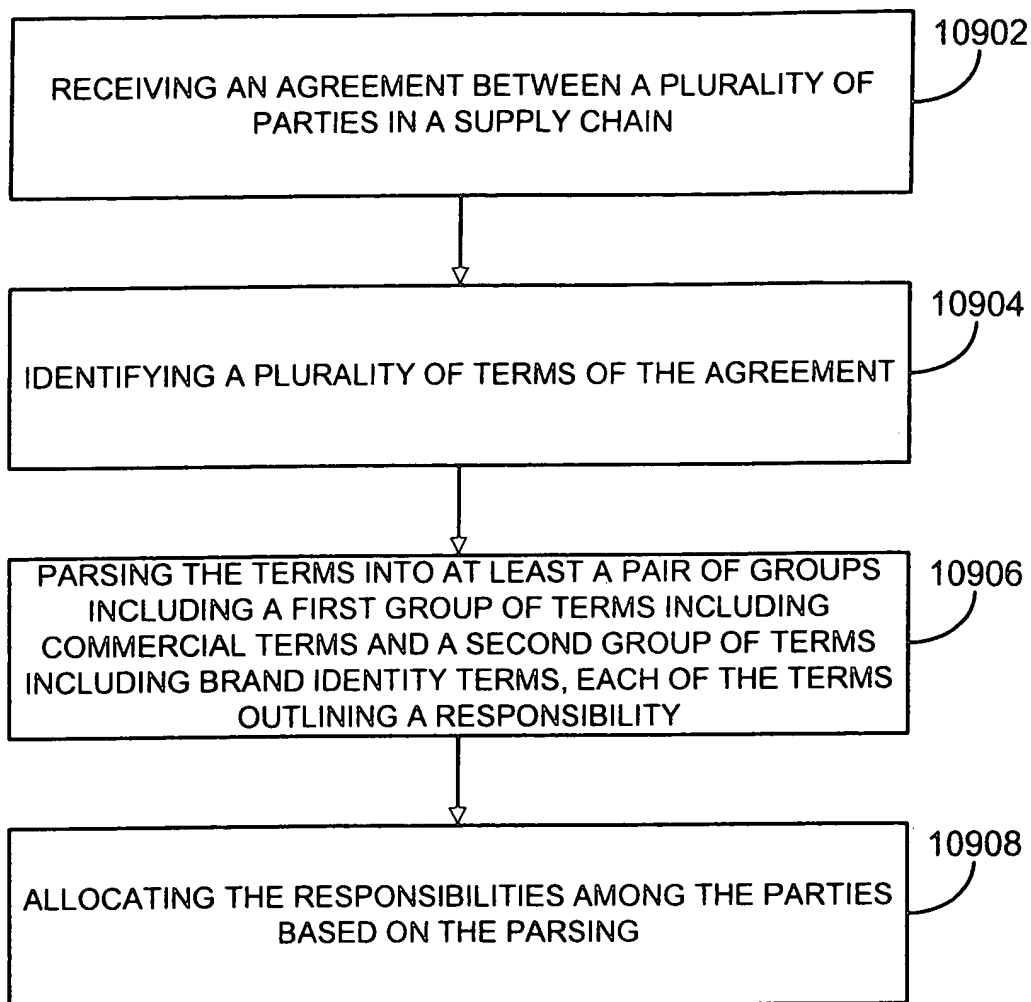 10902
RECEIVING AN AGREEMENT BETWEEN A PLURALITY OF
PARTIES IN A SUPPLY CHAIN
10904
IDENTIFYING A PLURALITY OF TERMS OF THE AGREEMENT
10906
PARSING THE TERMS INTO AT LEAST A PAIR OF GROUPS
INCLUDING A FIRST GROUP OF TERMS INCLUDING
COMMERCIAL TERMS AND A SECOND GROUP OF TERMS
INCLUDING BRAND IDENTITY TERMS, EACH OF THE TERMS
OUTLINING A RESPONSIBILITY
10908
ALLOCATING THE RESPONSIBILITIES AMONG THE PARTIES
BASED ON THE PARSING